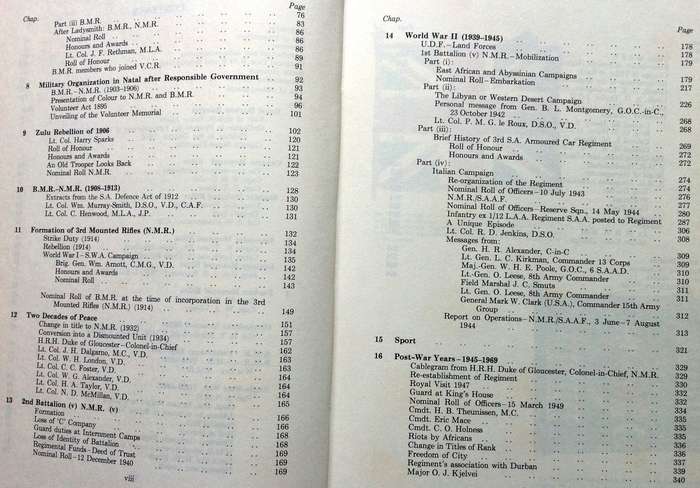 Chap.
Page
Part (ii) B.M.R. 76
After Ladysmith: B.M.R., N.M.R. 83
Nominal Roll 86
Honours and Awards 86
Lt. Col. J. F. Rethman, M.L.A. 86
Roll of Honour 89
B.M.R. members who joined V.C.R. 91
8 Military Organization in Natal after Responsible Government 92
B.M.R.-N.M.R. (1903-1906) 93
Presentation of Colour to N.M.R. and B.M.R. 94
Volunteer Act 1895 96
Unveiling of the Volunteer Memorial 101
9 Zulu Rebellion of 1906 102
Lt. Col. Harry Sparks 120
Roll of Honour 121
Honours and Awards 121
An Old Trooper Looks Back 122
Nominal Roll N.M.R. 123
10 B.M.R.-N.M.R. (1908-1913) 128
Extracts from the S.A. Defence Act of 1912 130
Lt. Col. Wm. Murray-Smith, D.S.O., V.D., C.A.F. 130
Lt. Col. C. Henwood, M.L.A., J.P. 131
11 Formation of 3rd Mounted Rifles (N.M.R.) 132
Strike Duty (1914) 134
Rebellion (1914) 134
World War I-S.W.A. Campaign 135
Brig. Gen. Wm. Arnott, C.M.G., V.D. 142
Honours and Awards 142
Nominal Roll 143
Nominal Roll of B.M.R. at the time of incorporation in the 3rd
Mounted Rifles (N.M.R.) (1914) 149
12 Two Decades of Peace 151
Change in title to N.M.R. (1932) 157
Conversion into a Dismounted Unit (1934) 157
H.R.H. Duke of Gloucester-Colonel-in-Chief 162
Lt. Col. J. H. Dalgarno, M.C., V.D. 163
Lt. Col. W. H. London, V.D. 164
Lt. Col. C. C. Foster, V.D. 164
Lt. Col. W. G. Alexander, V.D. 164
Lt. Col. H. A. Taylor, V.D. 164
Lt. Col. N. D. McMillan, V.D. 165
13 2nd Battalion (v) N.M.R. (v) 166
Formation 166
Loss of 'C' Company 168
Guard duties at Internment Camps 168
Loss of Identity of Battalion 169
Regimental Funds-Deed of Trust 169
Nominal Roll-12 December 1940
viii
Chap.
Page
14 World War II (1939-1945) 178
U.D.F.-Land Forces 178
1st Battalion (v) N.M.R.-Mobilization 179
Part (i):
East African and Abyssinian Campaigns 179
Nominal Roll-Embarkation 217
Part (ii):
The Libyan or Western Desert Campaign 226
Personal message from Gen. B. L. Montgomery, G.O.C.-in-C.,
23 October 1942 268
Lt. Col. P. M. G. le Roux, D.S.O., V.D. 268
Part (iii):
Brief History of 3rd S.A. Armoured Car Regiment 272
Roll of Honour 272
Honours and Awards 272
Part (iv):
Italian Campaign 274
Re-organization of the Regiment 274
Nominal Roll of Officers-10 July 1943 276
N.M.R./S.A.A.F. 277
Nominal Roll of Officers-Reserve Sqn., 14 May 1944 280
Infantry ex 1/12 L.A.A. Regiment S.A.A. posted to Regiment 287
A Unique Episode 306
Lt. Col. R. D. Jenkins, D.S.O. 308
Messages from:
Gen. H. R. Alexander, C-in-C 309
Lt. Gen. L. C. Kirkman, Commander 13 Corps 309
Maj.-Gen. W. H. E. Poole, G.O.C., 6 S.A.A.D. 310
Lt. Gen. O. Leese, 8th Army Commander 310
Field Marshal J. C. Smuts 311
Lt. Gen. O. Leese, 8th Army Commander 312
General Mark W. Clark (U.S.A.), Commander 15th Army
Group 312
Report on Operations-N.M.R./S.A.A.F., 3 June-7 August
1944 313
15 Sport 321
16 Post-War Years-1945-1969 329
Cablegram from H.R.H. Duke of Gloucester, Colonel-in-Chief, N.M.R. 329
Re-establishment of Regiment 330
Royal Visit 1947 330
Guard at King's House 332
Nominal Roll of Officers-15 March 1949 332
Cmdt. H. B. Theunissen, M.C. 334
Cmdt. Eric Mace 335
Cmdt. C. O. Holness 335
Riots by Africans 336
Change in Titles of Rank 336
Freedom of City 337
Regiment's association with Durban 339
Major O. J. Kjelvei 340